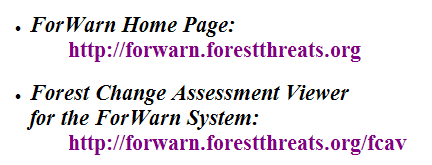 • ForWarn Home Page:
http://forwarn.forestthreats.org
• Forest Change Assessment Viewer
for the ForWarn System:
http://forwarn.forestthreats.org/fcav